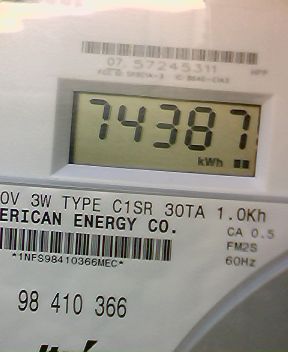 07. 57245311
HPP
74387
kWh
0V 3W TYPE C1SR 30TA 1.0Kh
ERICAN ENERGY CO.
CA 0.5
FM2S
60Hz
*1NFS98410366MEC*
98 410 366